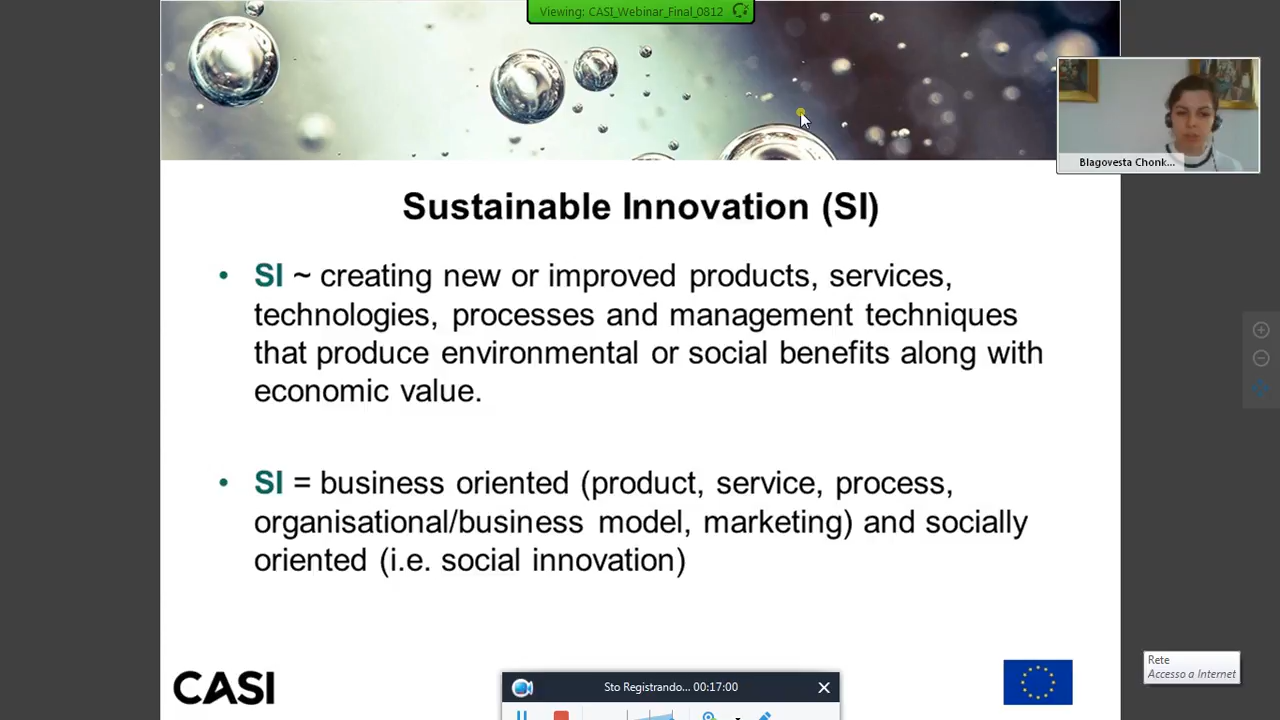 Viewing: CASI_Webinar_Final_0812
Blagovesta Chonk...
Sustainable Innovation (SI)
• SI ~ creating new or improved products, services,
technologies, processes and management techniques
that produce environmental or social benefits along with
economic value.
• SI = business oriented (product, service, process,
organisational/business model, marketing) and socially
oriented (i.e. social innovation)
CASI
Sto Registrando... 00:17:00
Rete
Accesso a Internet